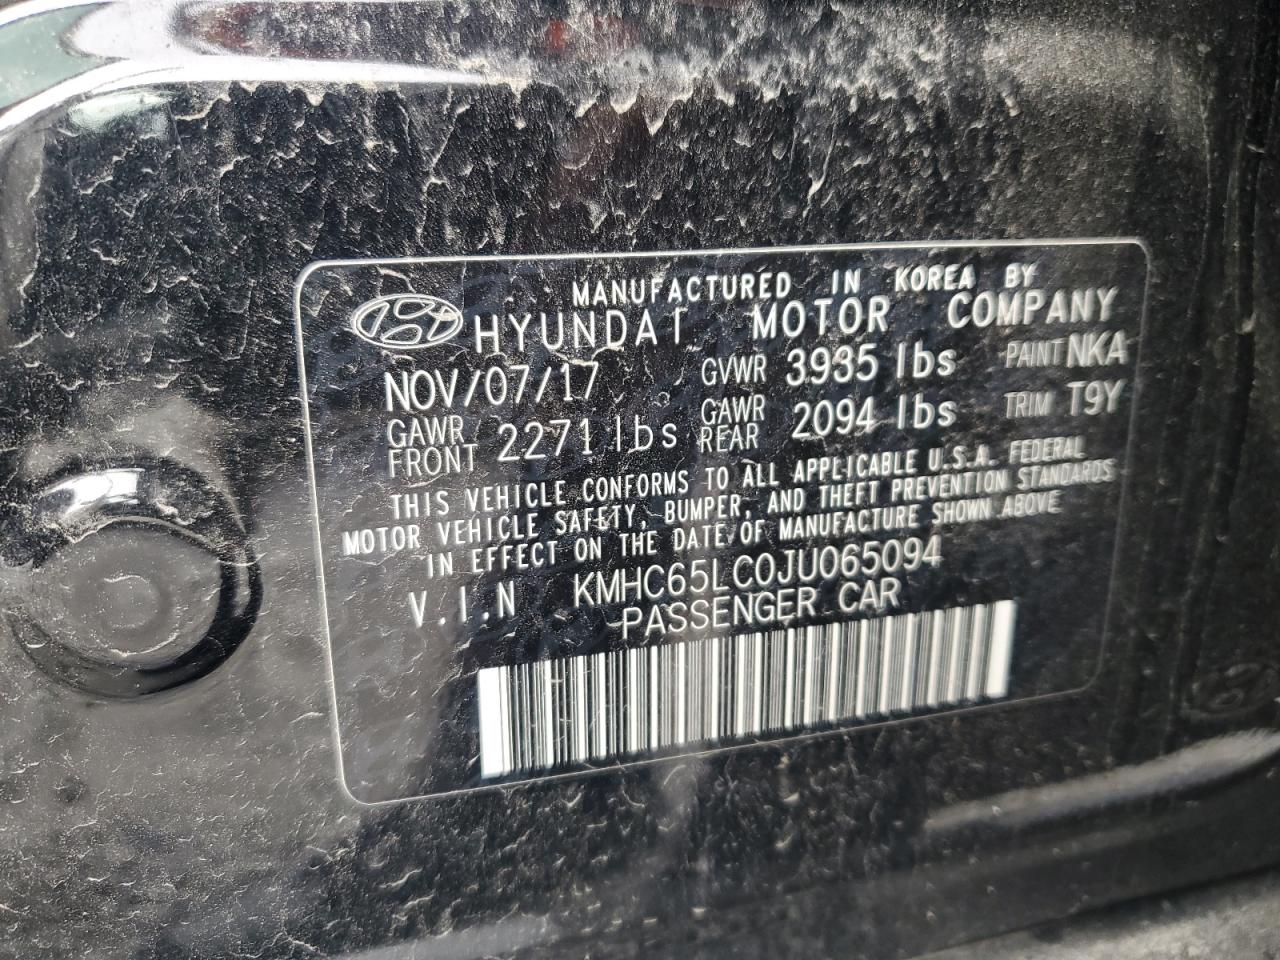 MANUFACTURED IN KOREA BY
HYUNDAI MOTOR COMPANY
NOV/07/17 GVWR 3935 lbs PAINT NKA
GAWR FRONT 2271 lbs GAWR REAR 2094 lbs TRIM T9Y
THIS VEHICLE CONFORMS TO ALL APPLICABLE U.S.A. FEDERAL
MOTOR VEHICLE SAFETY, BUMPER, AND THEFT PREVENTION STANDARDS
IN EFFECT ON THE DATE OF MANUFACTURE SHOWN ABOVE
V.I.N KMHC65LC0JU065094
PASSENGER CAR